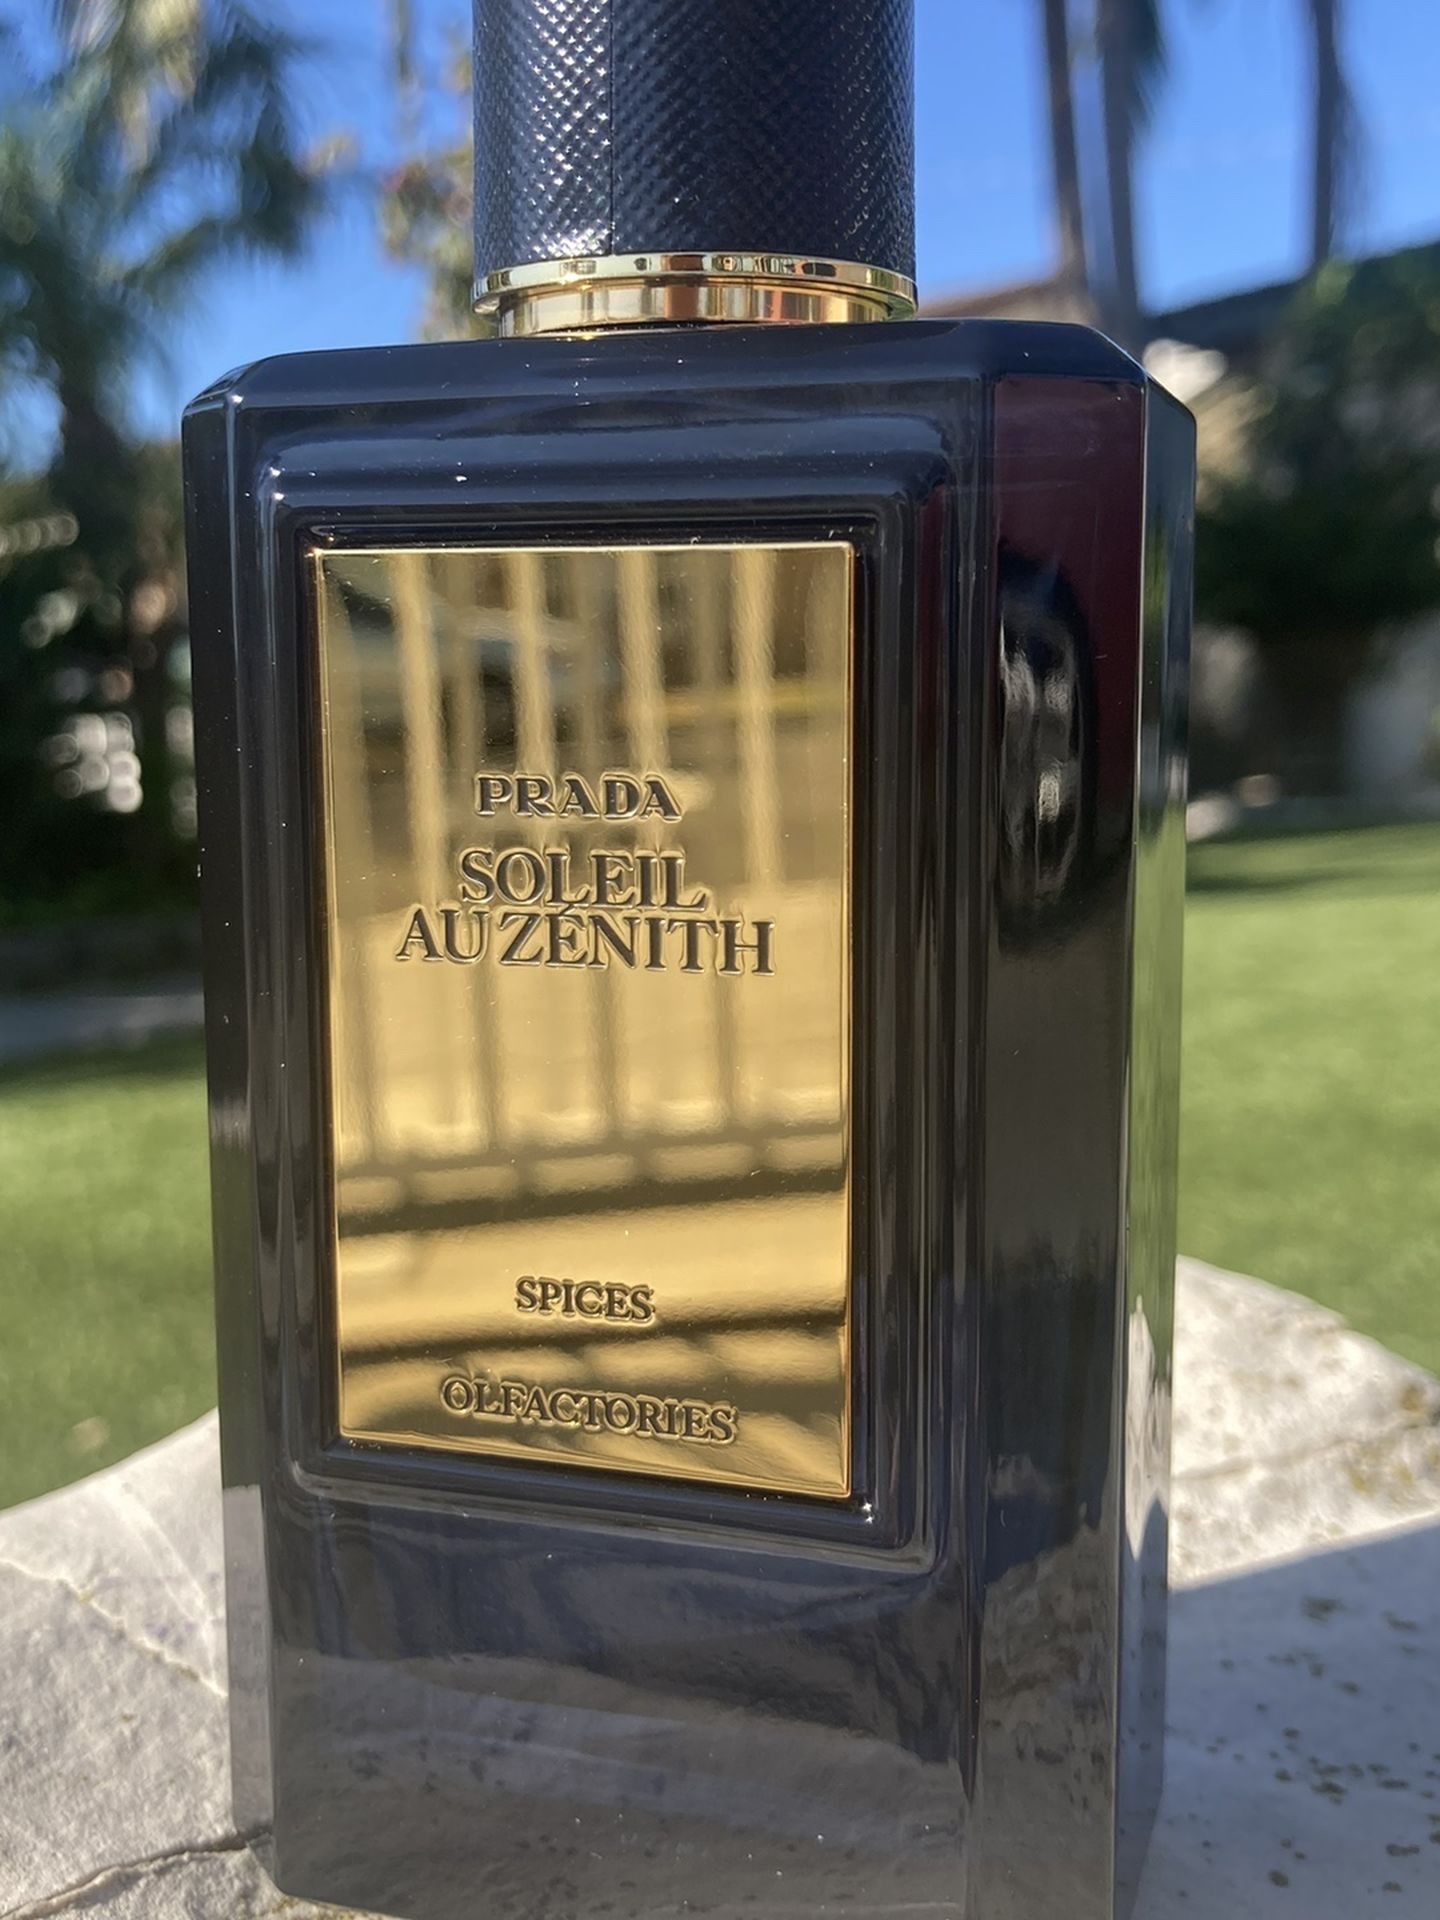 PRADA
SOLEIL
AU ZÉNITH
SPICES
OLFACTORIES